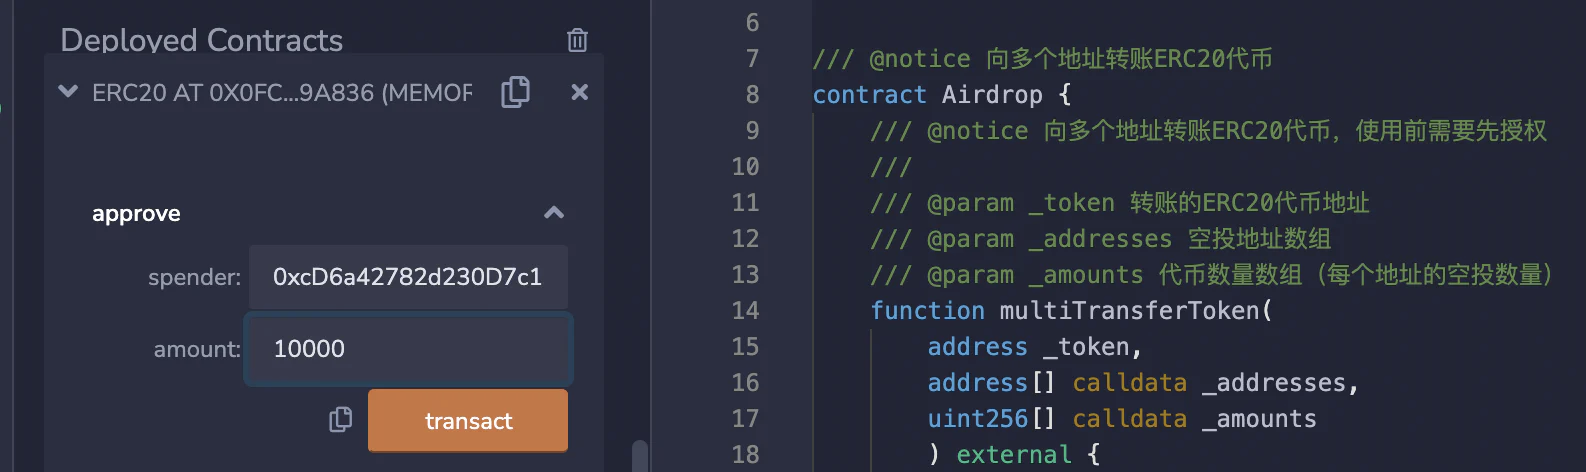 Deployed Contracts
ERC20 AT 0X0FC...9A836 (MEMOR
approve
spender: 0xcD6a42782d230D7c1
amount: 10000
transact
6
7 /// @notice 向多个地址转账ERC20代币
8 contract Airdrop {
9 /// @notice 向多个地址转账ERC20代币，使用前需要先授权
10 ///
11 /// @param _token 转账的ERC20代币地址
12 /// @param _addresses 空投地址数组
13 /// @param _amounts 代币数量数组（每个地址的空投数量）
14 function multiTransferToken(
15 address _token,
16 address[] calldata _addresses,
17 uint256[] calldata _amounts
18 ) external {